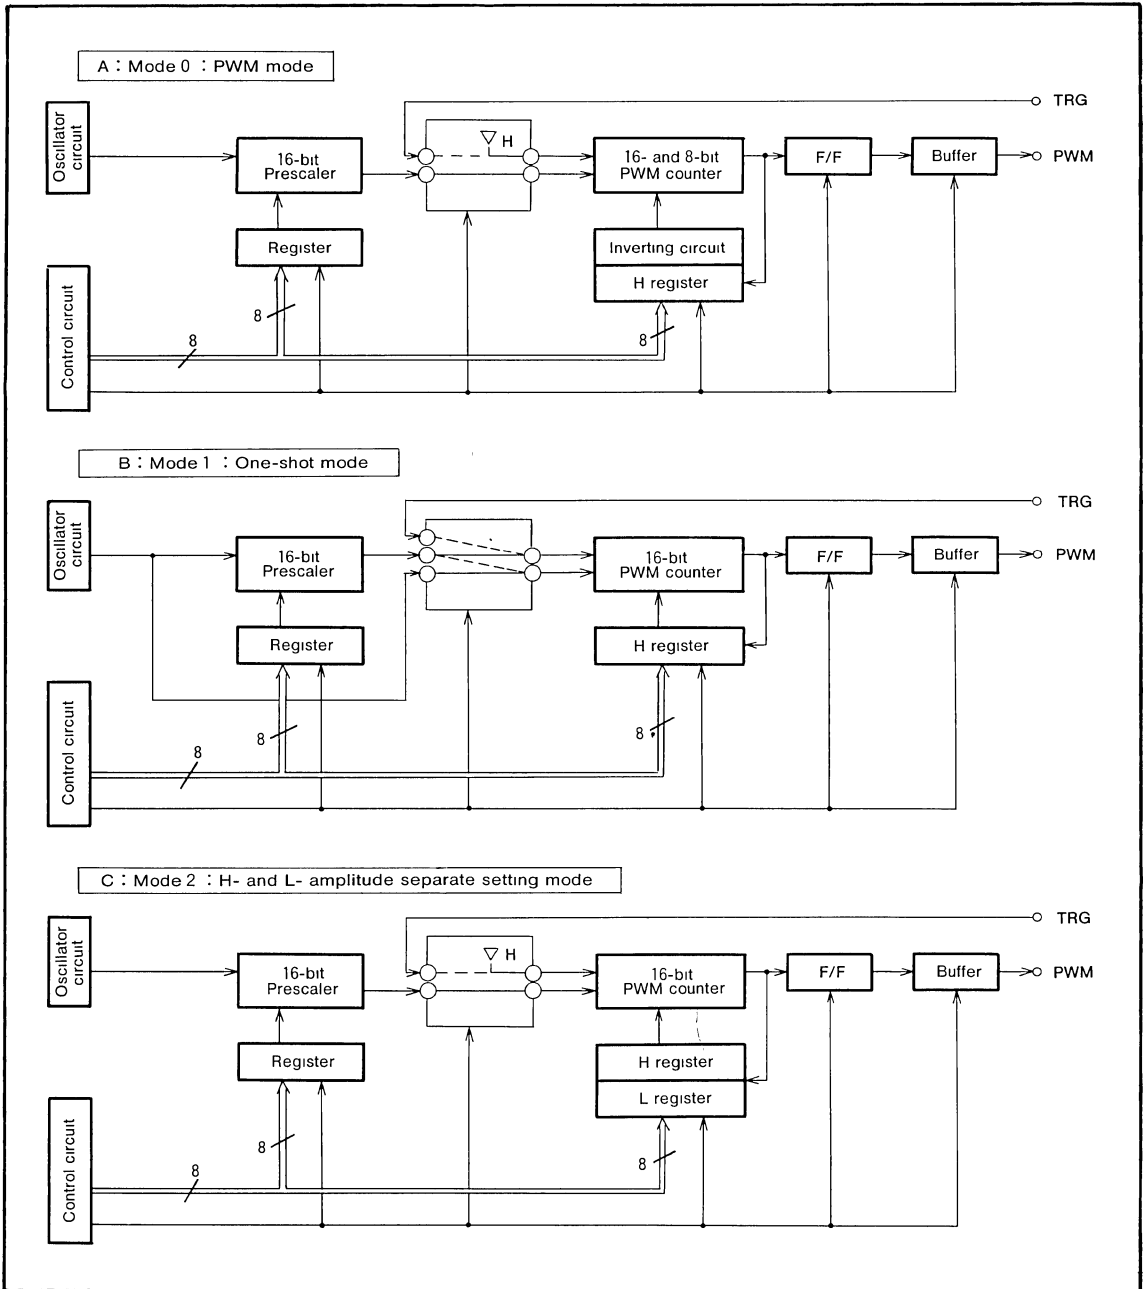 A : Mode 0 : PWM mode
TRG
Oscillator
circuit
16-bit
Prescaler
H
16- and 8-bit
PWM counter
F/F
Buffer
PWM
Register
Inverting circuit
H register
Control circuit
8
8
8
B : Mode 1 : One-shot mode
TRG
Oscillator
circuit
16-bit
Prescaler
16-bit
PWM counter
F/F
Buffer
PWM
Register
H register
Control circuit
8
8
8
C : Mode 2 : H- and L- amplitude separate setting mode
TRG
Oscillator
circuit
16-bit
Prescaler
H
16-bit
PWM counter
F/F
Buffer
PWM
Register
H register
L register
Control circuit
8
8
8